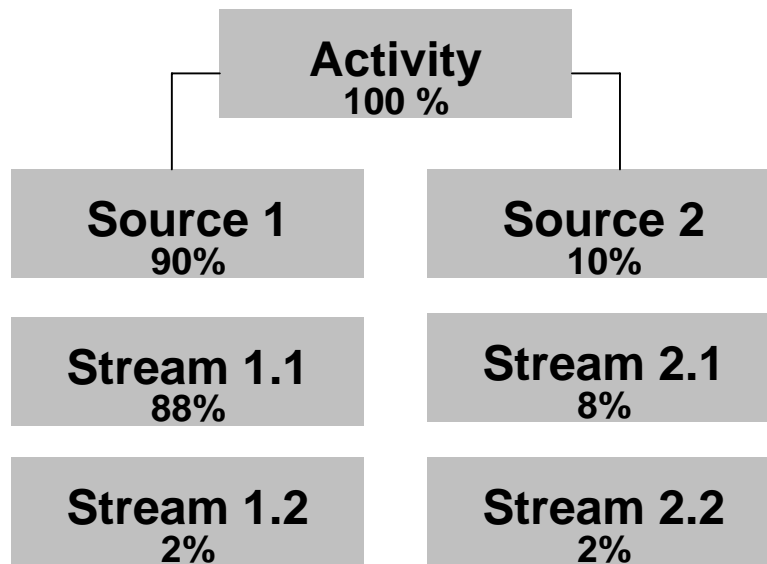 Activity
100 %
Source 1
90%
Source 2
10%
Stream 1.1
88%
Stream 2.1
8%
Stream 1.2
2%
Stream 2.2
2%